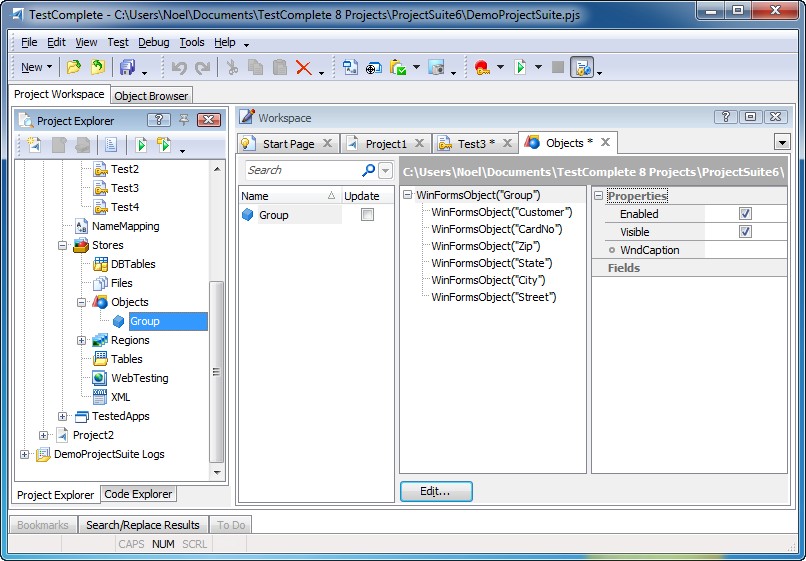 TestComplete - C:\Users\Noel\Documents\TestComplete 8 Projects\ProjectSuite6\DemoProjectSuite.pjs
File Edit View Test Debug Tools Help
New
Project Workspace Object Browser
Project Explorer
Test2
Test3
Test4
NameMapping
Stores
DBTables
Files
Objects
Group
Regions
Tables
WebTesting
XML
TestedApps
Project2
DemoProjectSuite Logs
Project Explorer Code Explorer
Workspace
Start Page Project1 Test3 * Objects *
Search
Name Update
Group
C:\Users\Noel\Documents\TestComplete 8 Projects\ProjectSuite6\
WinFormsObject("Group")
WinFormsObject("Customer")
WinFormsObject("CardNo")
WinFormsObject("Zip")
WinFormsObject("State")
WinFormsObject("City")
WinFormsObject("Street")
Properties
Enabled
Visible
WndCaption
Fields
Edit...
Bookmarks Search/Replace Results To Do
CAPS NUM SCRL